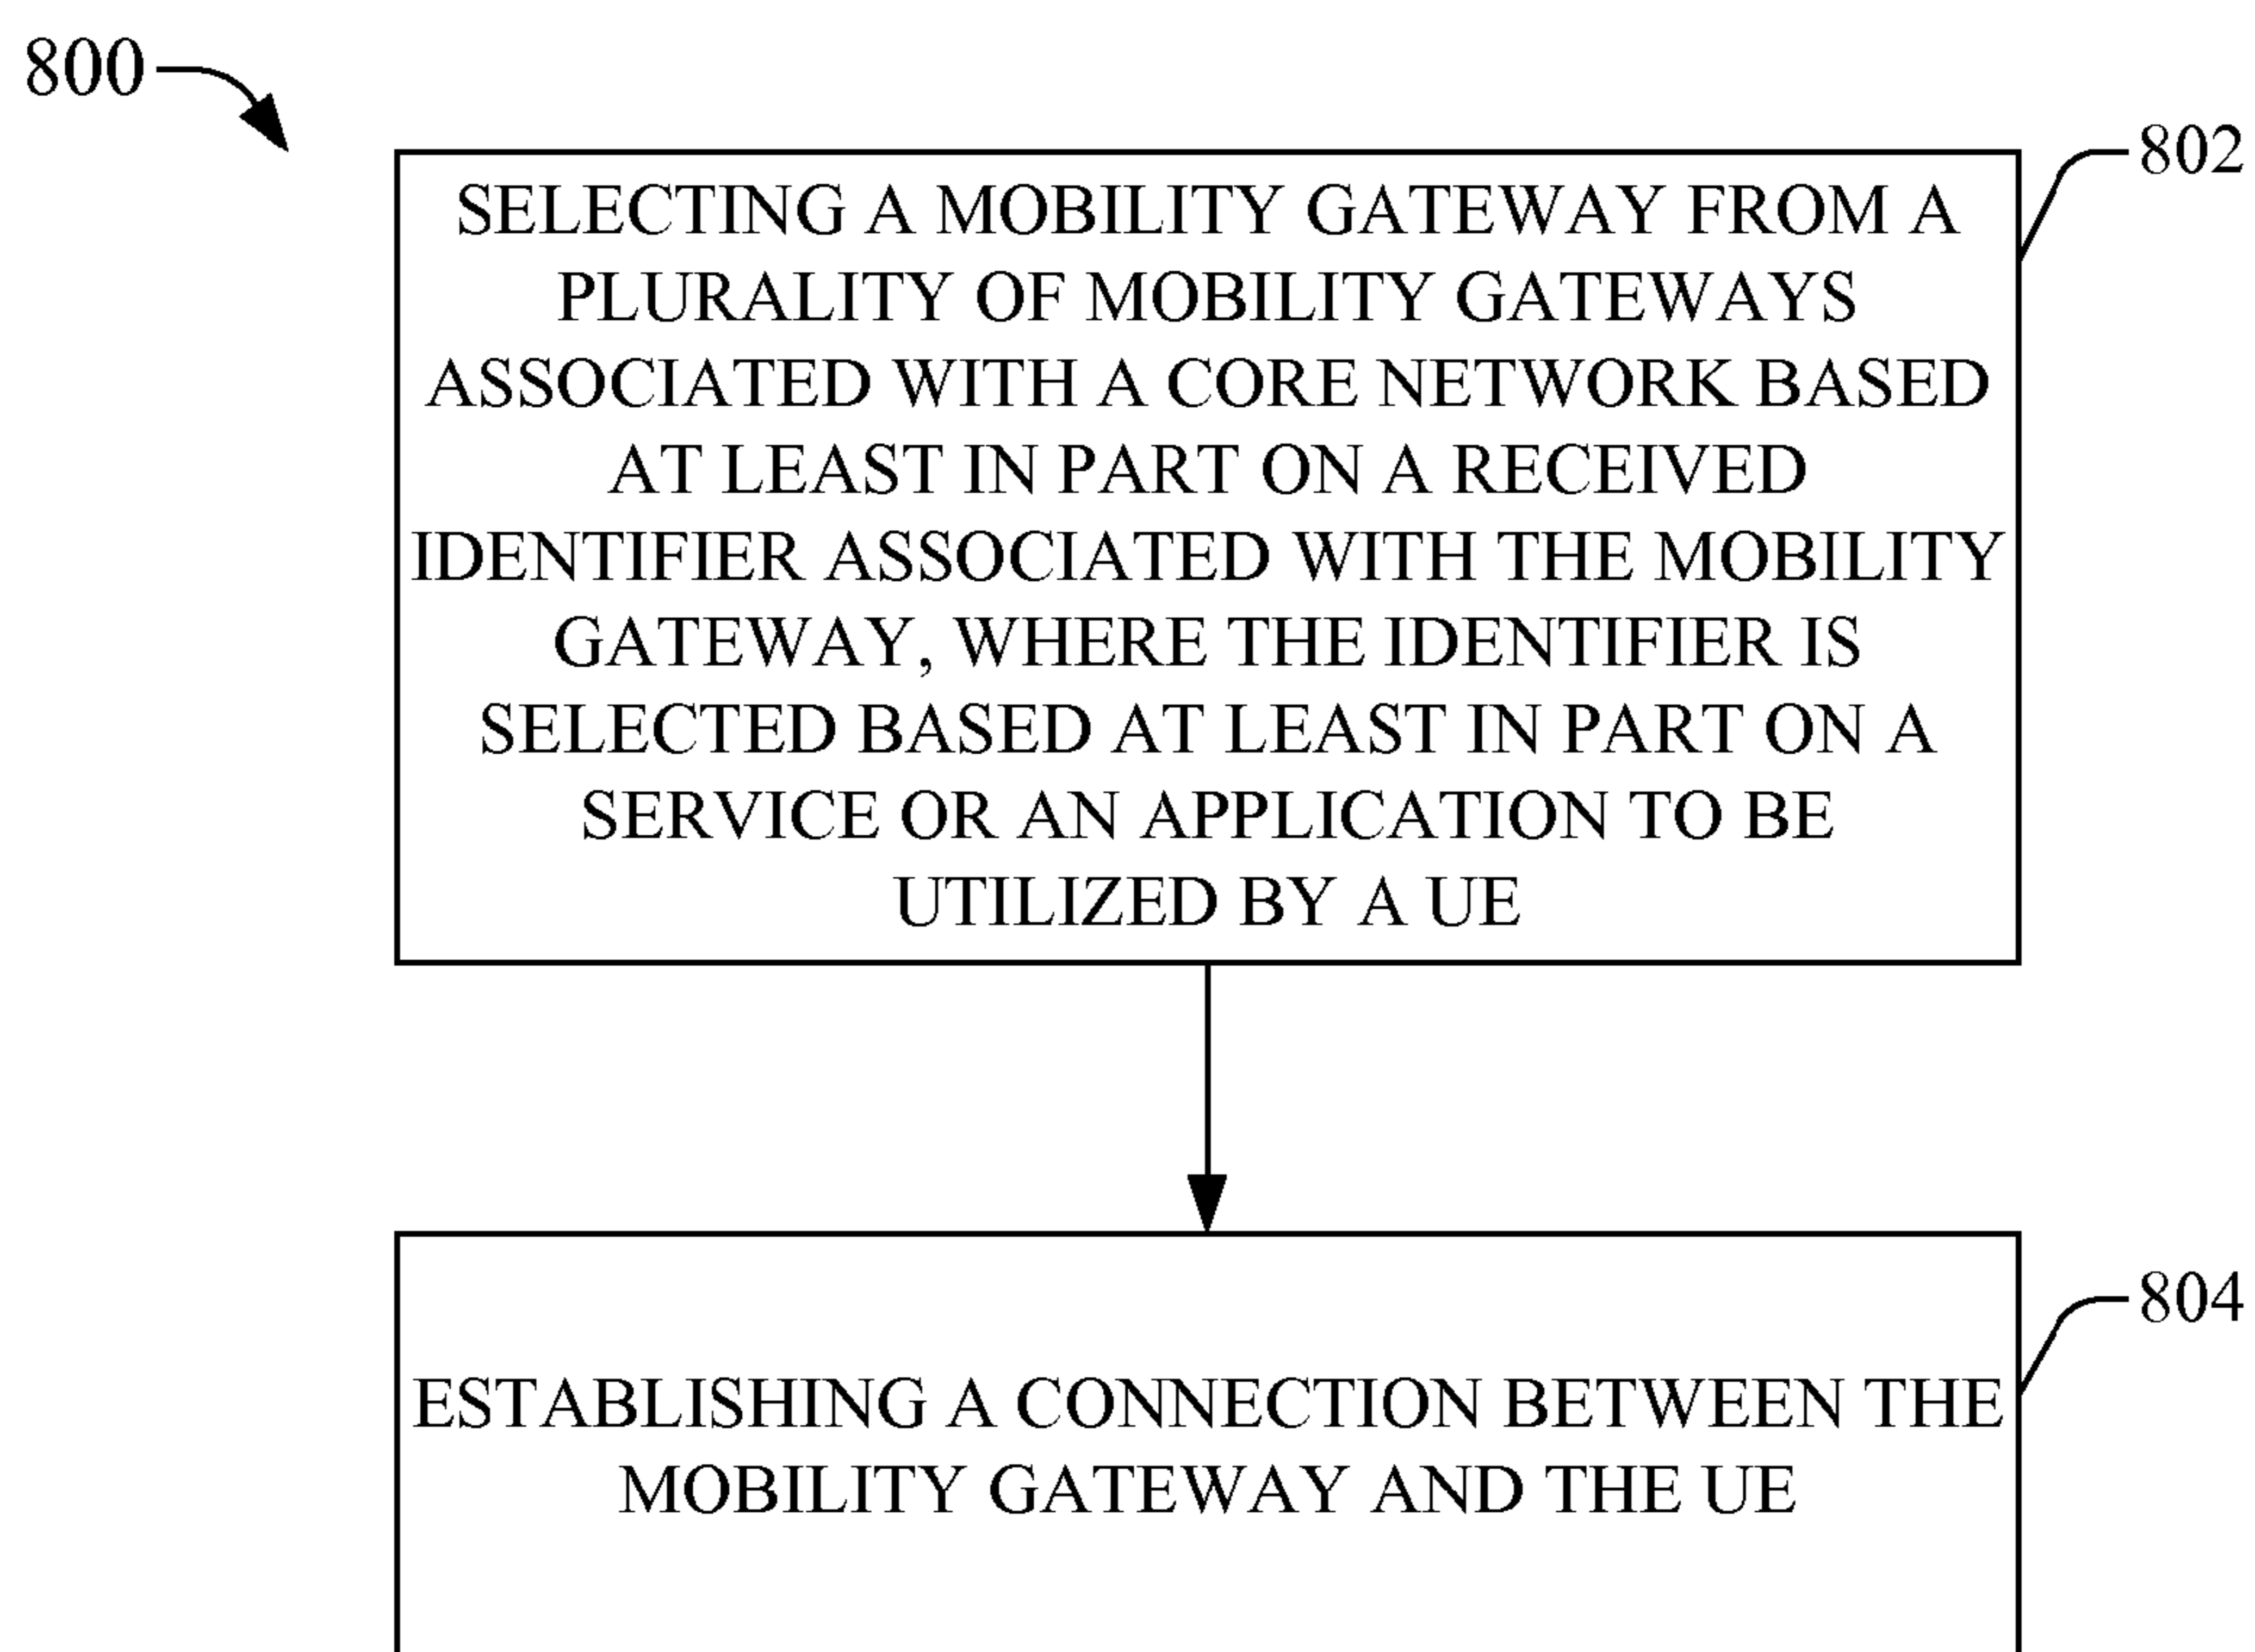 800
802
SELECTING A MOBILITY GATEWAY FROM A
PLURALITY OF MOBILITY GATEWAYS
ASSOCIATED WITH A CORE NETWORK BASED
AT LEAST IN PART ON A RECEIVED
IDENTIFIER ASSOCIATED WITH THE MOBILITY
GATEWAY, WHERE THE IDENTIFIER IS
SELECTED BASED AT LEAST IN PART ON A
SERVICE OR AN APPLICATION TO BE
UTILIZED BY A UE
804
ESTABLISHING A CONNECTION BETWEEN THE
MOBILITY GATEWAY AND THE UE